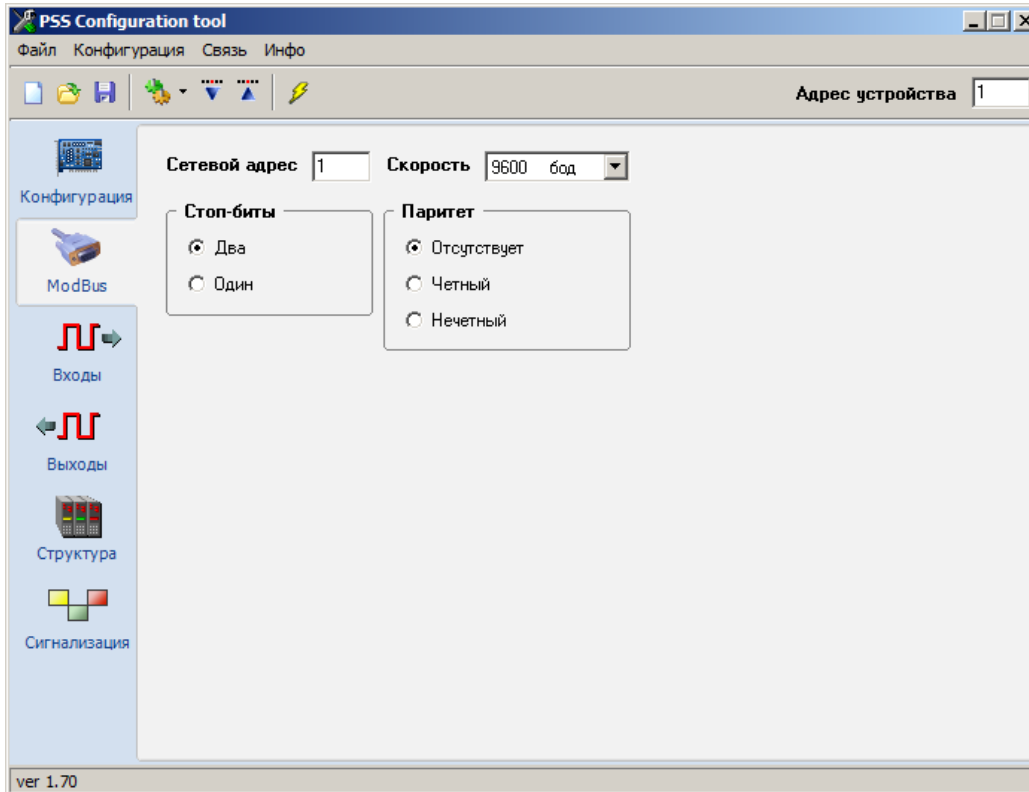 PSS Configuration tool
Файл Конфигурация Связь Инфо
Адрес устройства 1
Конфигурация
ModBus
Входы
Выходы
Структура
Сигнализация
Сетевой адрес 1 Скорость 9600 бод
Стоп-биты
Два
Один
Паритет
Отсутствует
Четный
Нечетный
ver 1.70